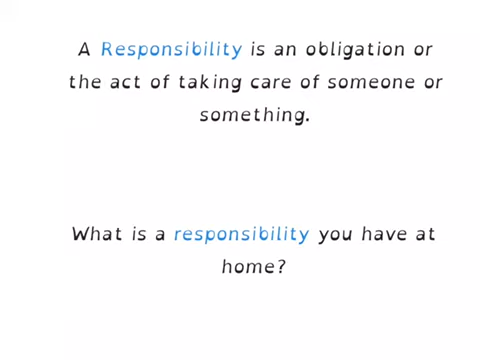 A Responsibility is an obligation or
the act of taking care of someone or
something.
What is a responsibility you have at
home?